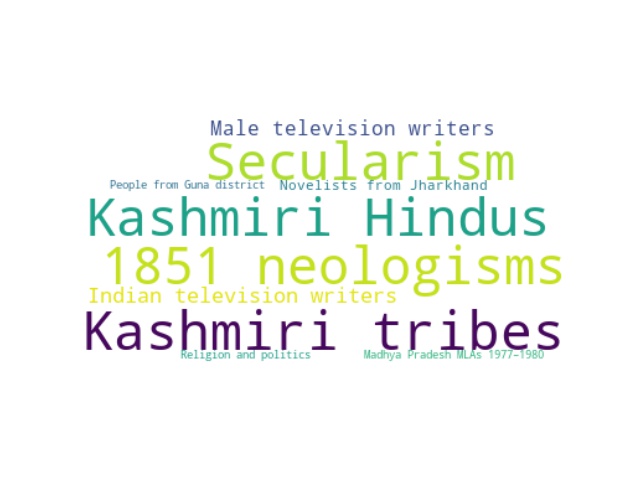 Male television writers
Secularism
People from Guna district
Novelists from Jharkhand
Kashmiri Hindus
1851 neologisms
Indian television writers
Kashmiri tribes
Religion and politics
Madhya Pradesh MLAs 1977–1980